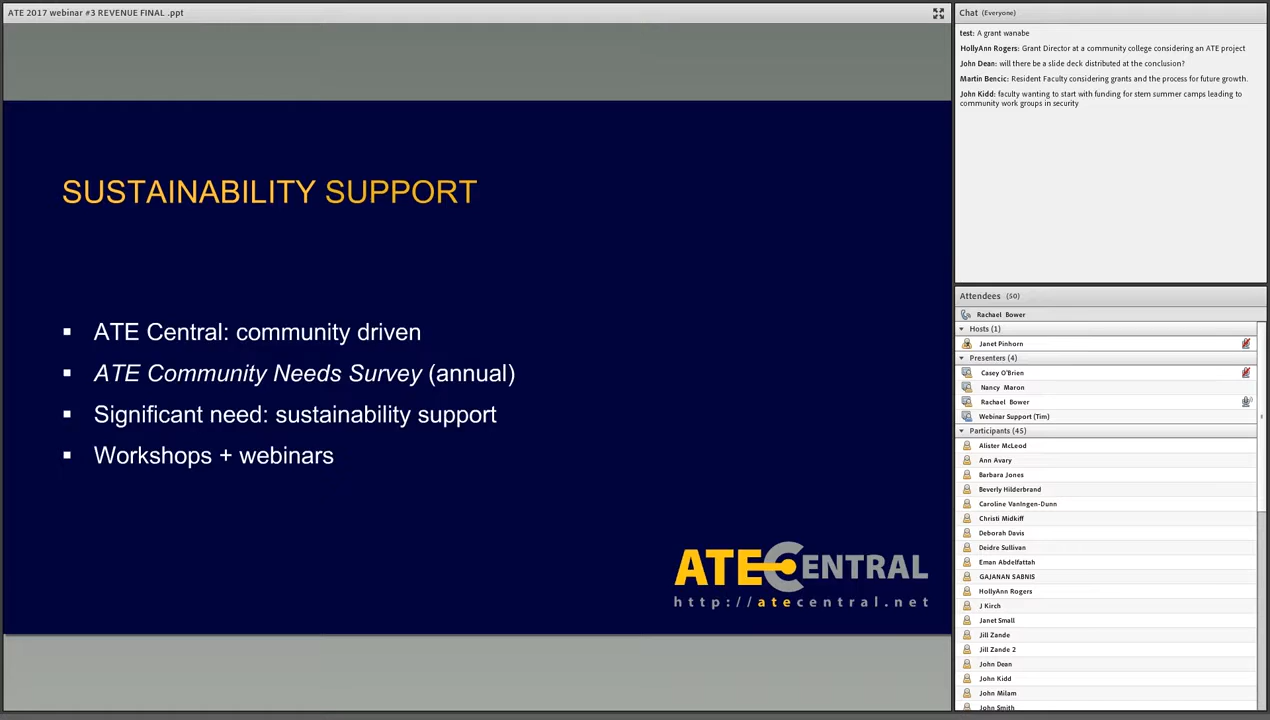 ATE 2017 webinar #3 REVENUE FINAL .ppt
SUSTAINABILITY SUPPORT
ATE Central: community driven
ATE Community Needs Survey (annual)
Significant need: sustainability support
Workshops + webinars
ATE CENTRAL
http://atecentral.net
Chat (Everyone)
test: A grant wanabe
HollyAnn Rogers: Grant Director at a community college considering an ATE project
John Dean: will there be a slide deck distributed at the conclusion?
Martin Bencic: Resident Faculty considering grants and the process for future growth.
John Kidd: faculty wanting to start with funding for stem summer camps leading to
community work groups in security
Attendees (50)
Rachael Bower
Hosts (1)
Janet Pinhorn
Presenters (4)
Casey O'Brien
Nancy Maron
Rachael Bower
Webinar Support (Tim)
Participants (45)
Alister McLeod
Ann Avary
Barbara Jones
Beverly Hilderbrand
Caroline VanIngen-Dunn
Christi Midkiff
Deborah Davis
Deidre Sullivan
Eman Abdelfattah
GAJANAN SABNIS
HollyAnn Rogers
J Kirch
Janet Small
Jill Zande
Jill Zande 2
John Dean
John Kidd
John Milam
John Smith